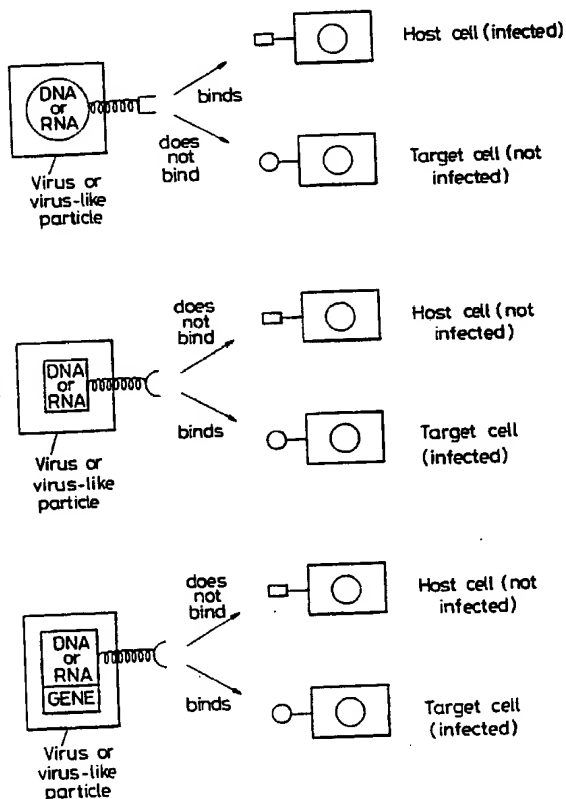 Host cell (infected)
DNA
or
RNA
binds
does
not
bind
Target cell (not
infected)
Virus or
virus-like
particle
does
not
bind
Host cell (not
infected)
DNA
or
RNA
binds
Target cell
(infected)
Virus or
virus-like
particle
does
not
bind
Host cell (not
infected)
DNA
or
RNA
GENE
binds
Target cell
(infected)
Virus or
virus-like
particle